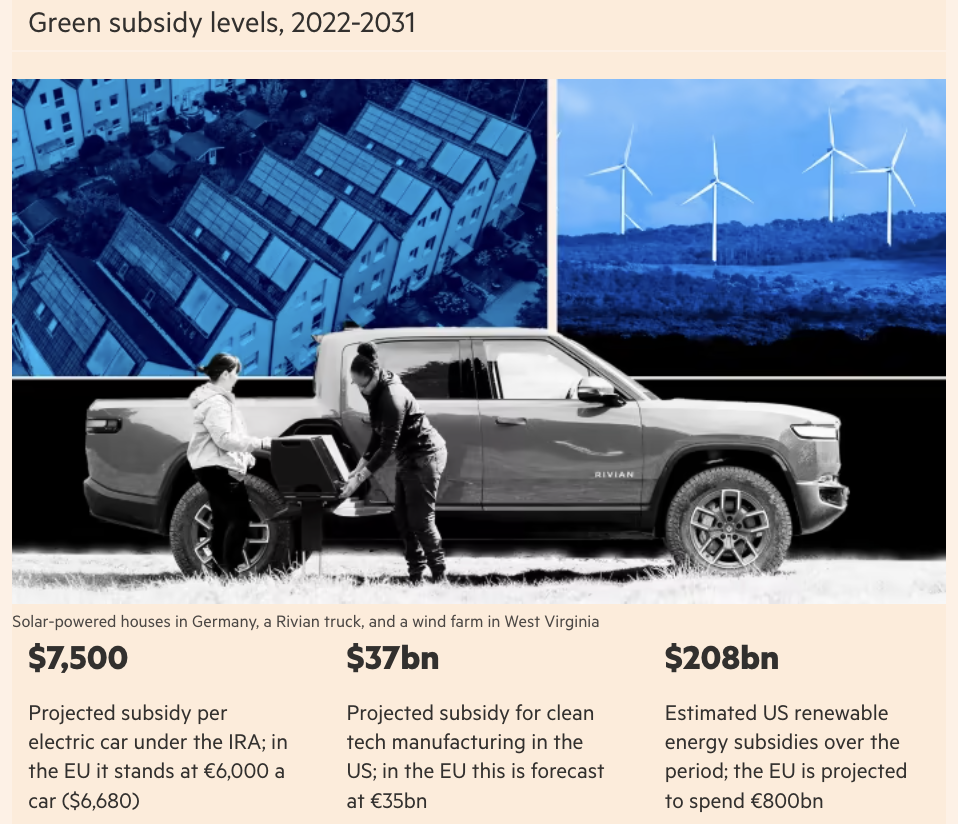 Green subsidy levels, 2022-2031
RIVIAN
Solar-powered houses in Germany, a Rivian truck, and a wind farm in West Virginia
$7,500
Projected subsidy per
electric car under the IRA; in
the EU it stands at €6,000 a
car ($6,680)
$37bn
Projected subsidy for clean
tech manufacturing in the
US; in the EU this is forecast
at €35bn
$208bn
Estimated US renewable
energy subsidies over the
period; the EU is projected
to spend €800bn